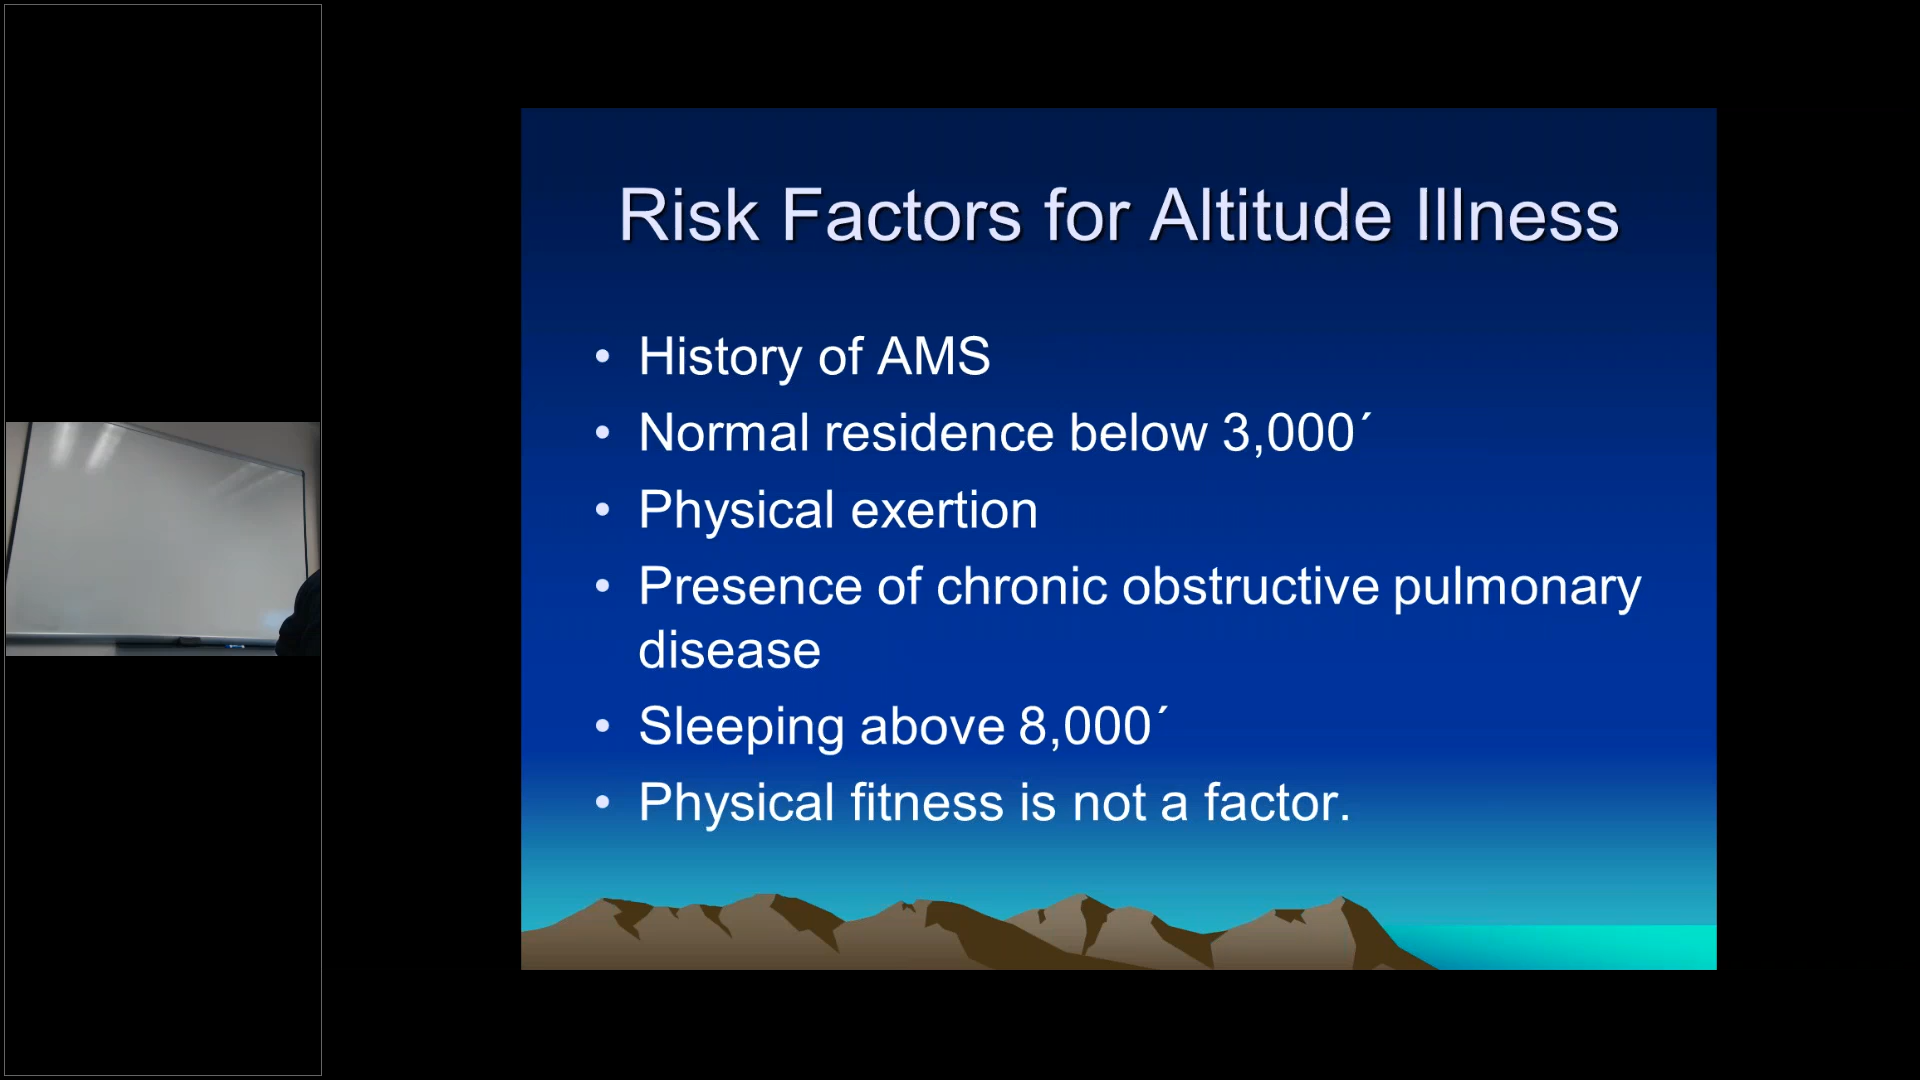 Risk Factors for Altitude Illness
• History of AMS
• Normal residence below 3,000´
• Physical exertion
• Presence of chronic obstructive pulmonary
disease
• Sleeping above 8,000´
• Physical fitness is not a factor.